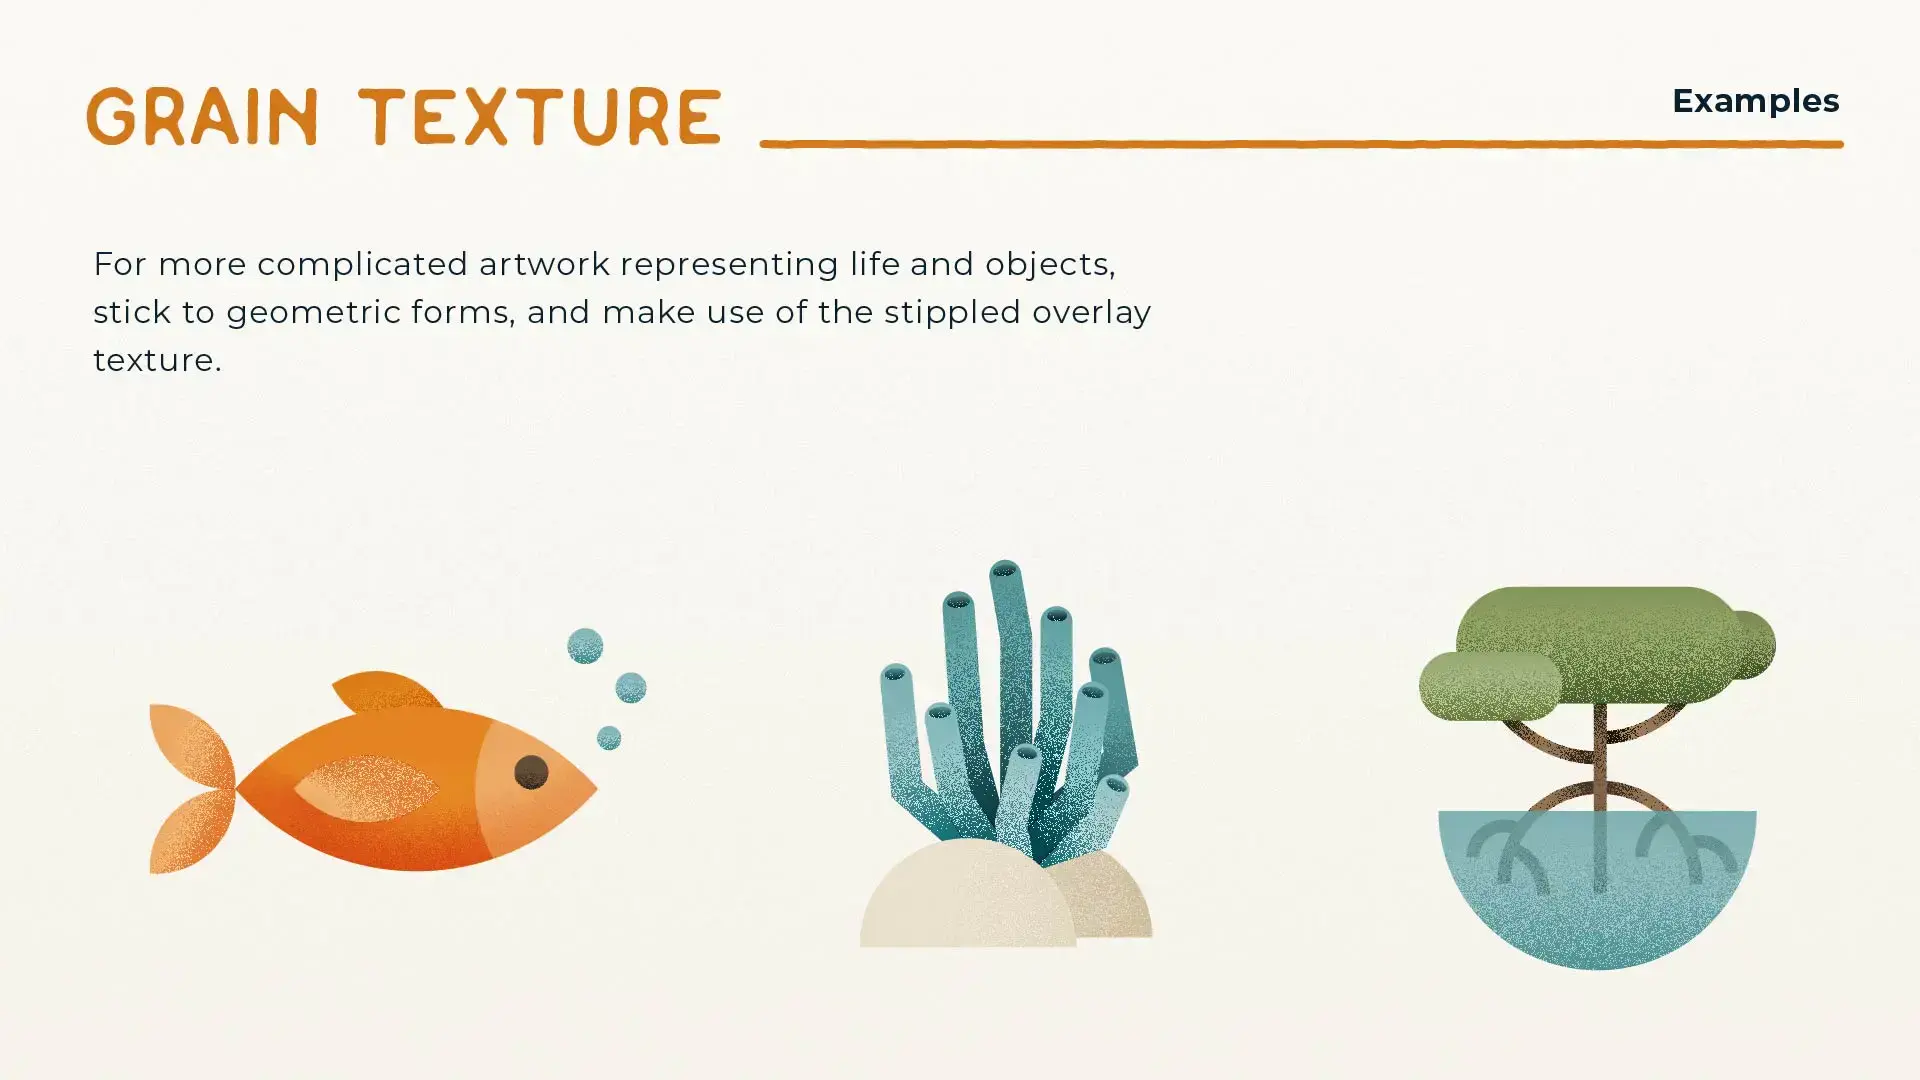 GRAIN TEXTURE
Examples
For more complicated artwork representing life and objects,
stick to geometric forms, and make use of the stippled overlay
texture.